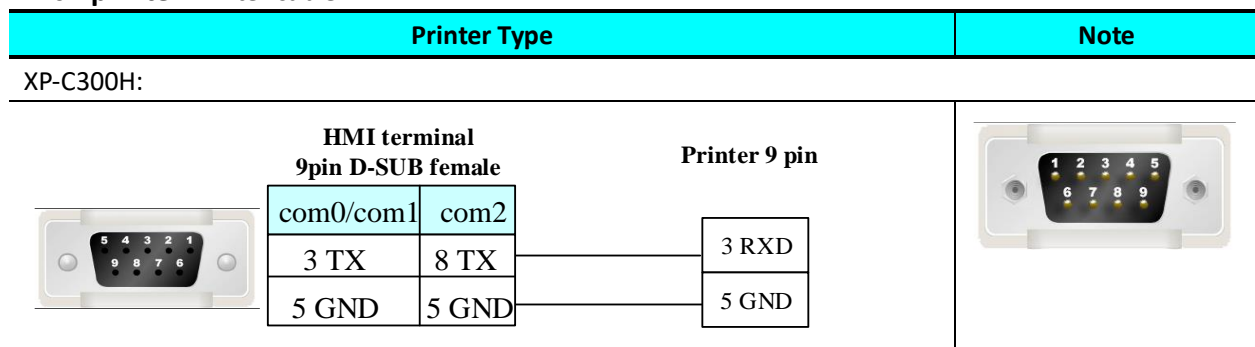 Printer Type
Note
XP-C300H:
HMI terminal
9pin D-SUB female
Printer 9 pin
com0/com1 com2
3 TX 8 TX
5 GND 5 GND
3 RXD
5 GND
5 4 3 2 1
9 8 7 6
1 2 3 4 5
6 7 8 9